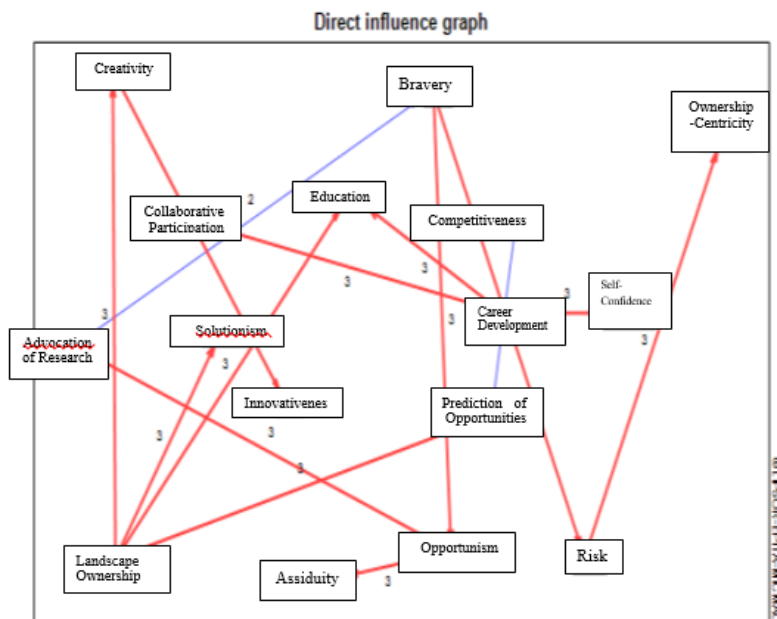 Direct influence graph
Creativity
Bravery
Ownership
-Centricity
Education
2
Collaborative
Participation
Competitiveness
3
3
Self-
Confidence
3
Career
Development
3
Advocation
of Research
Solutionism
3
3
3
Innovativenes
Prediction of
Opportunities
3
3
3
Landscape
Ownership
Opportunism
Risk
Assiduity
3